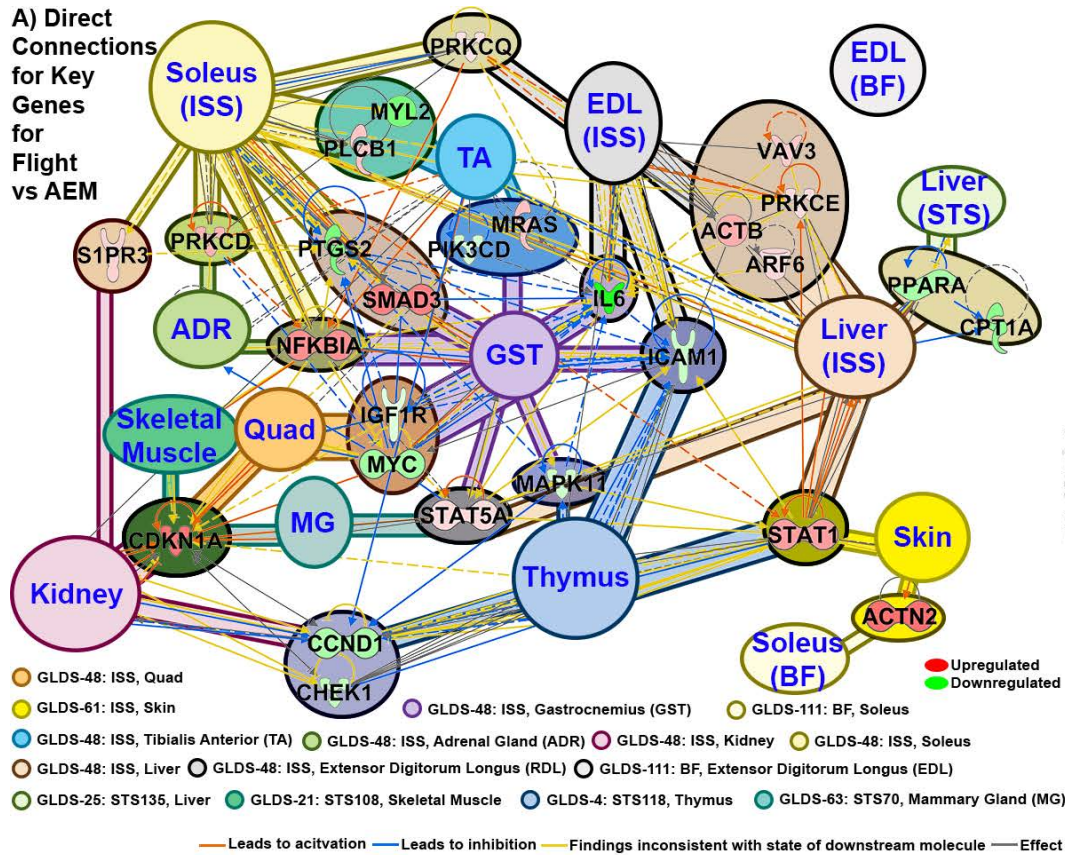 A) Direct
Connections
for Key
Genes
for
Flight
vs AEM
Soleus
(ISS)
PRKCQ
EDL
(ISS)
EDL
(BF)
MYL2
PLCB1
TA
VAV3
PRKCE
ACTB
ARF6
Liver
(STS)
S1PR3
PRKCD
PTGS2
SMAD3
PIK3CD
MRAS
IL6
PPARA
CPT1A
ADR
NFKBIA
GST
ICAM1
Liver
(ISS)
Skeletal
Muscle
Quad
IGF1R
MYC
MG
STAT5A
MAPK11
CDKN1A
STAT1
Skin
Kidney
Thymus
CCND1
CHEK1
ACTN2
Soleus
(BF)
Upregulated
Downregulated
GLDS-48: ISS, Quad
GLDS-61: ISS, Skin
GLDS-48: ISS, Gastrocnemius (GST)
GLDS-111: BF, Soleus
GLDS-48: ISS, Tibialis Anterior (TA)
GLDS-48: ISS, Adrenal Gland (ADR)
GLDS-48: ISS, Kidney
GLDS-48: ISS, Soleus
GLDS-48: ISS, Liver
GLDS-48: ISS, Extensor Digitorum Longus (RDL)
GLDS-111: BF, Extensor Digitorum Longus (EDL)
GLDS-25: STS135, Liver
GLDS-21: STS108, Skeletal Muscle
GLDS-4: STS118, Thymus
GLDS-63: STS70, Mammary Gland (MG)
Leads to acitvation
Leads to inhibition
Findings inconsistent with state of downstream molecule
Effect